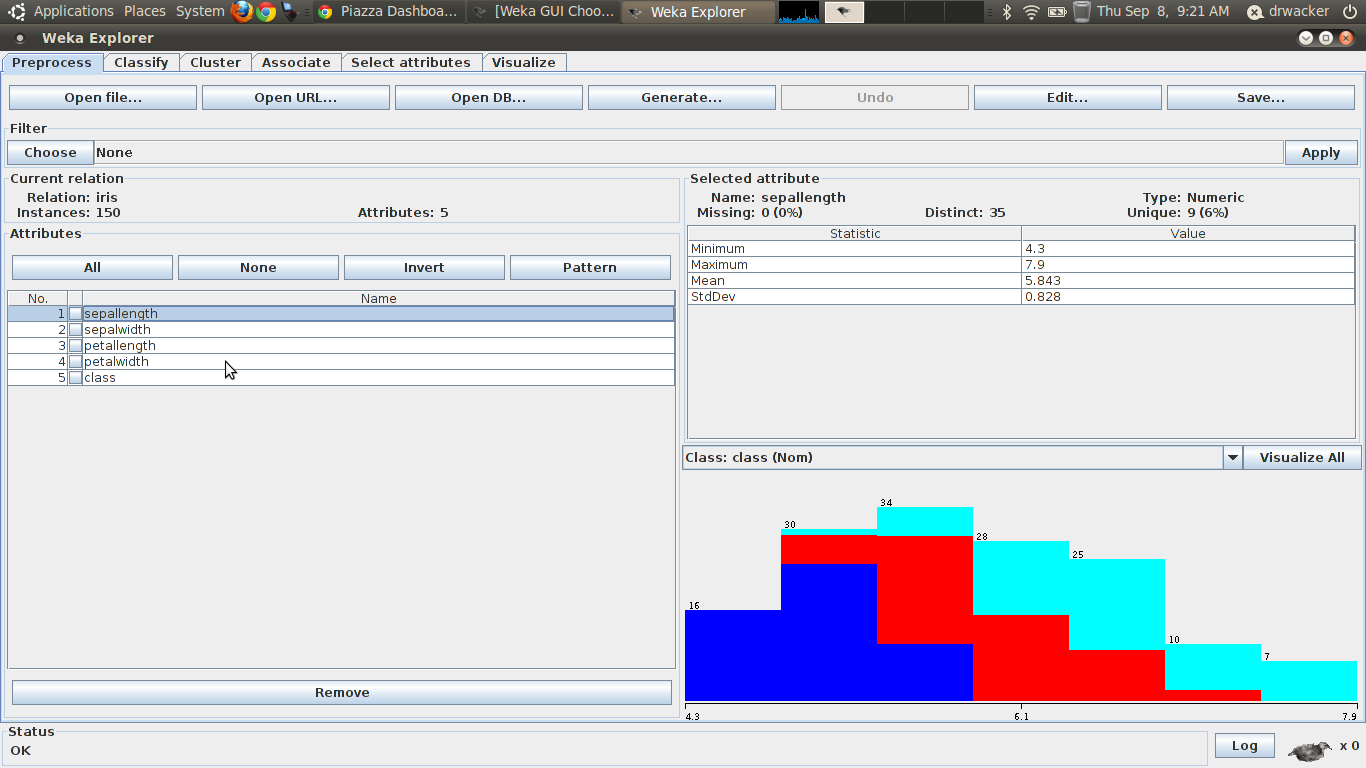 Applications Places System Piazza Dashboa... [Weka GUI Choo... Weka Explorer Thu Sep 8, 9:21 AM drwacker
Weka Explorer
Preprocess Classify Cluster Associate Select attributes Visualize
Open file... Open URL... Open DB... Generate... Undo Edit... Save...
Filter
Choose None Apply
Current relation
Relation: iris
Instances: 150 Attributes: 5
Attributes
All None Invert Pattern
No. Name
1 sepallength
2 sepalwidth
3 petallength
4 petalwidth
5 class
Remove
Selected attribute
Name: sepallength Type: Numeric
Missing: 0 (0%) Distinct: 35 Unique: 9 (6%)
Statistic Value
Minimum 4.3
Maximum 7.9
Mean 5.843
StdDev 0.828
Class: class (Nom) Visualize All
16 30 34 28 25 10 7
4.3 6.1 7.9
Status
OK Log x 0